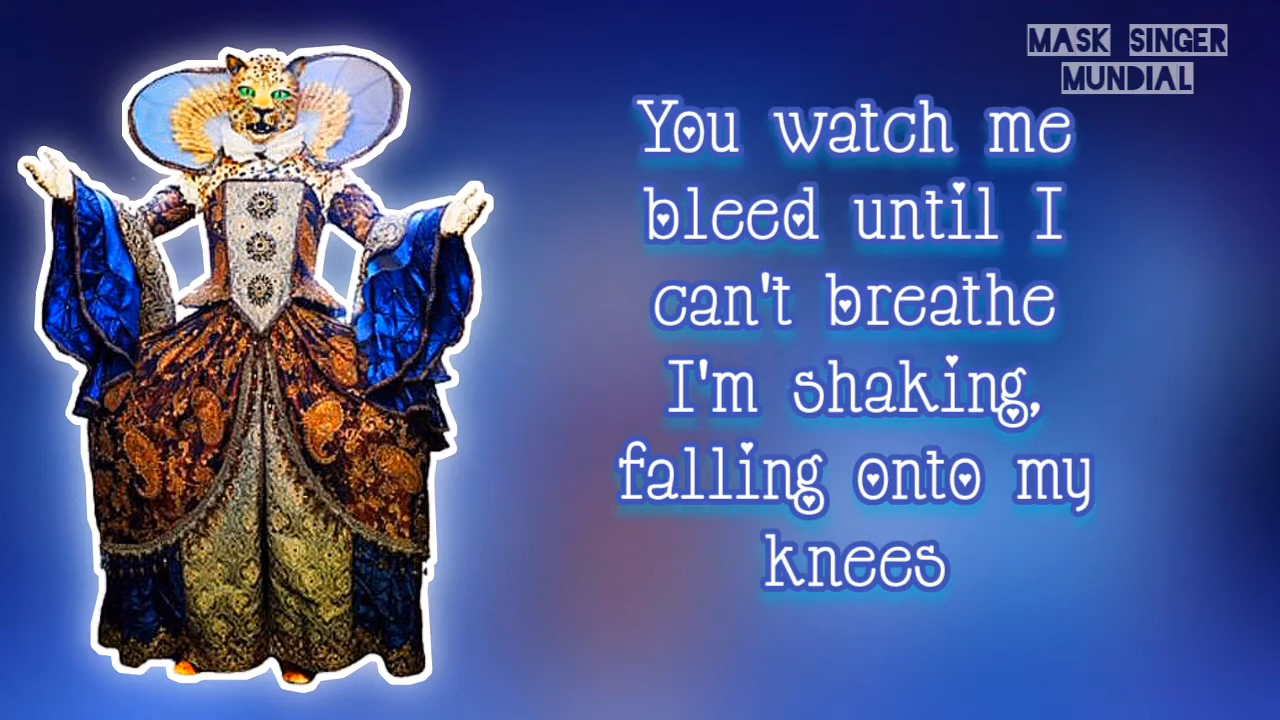 MASK SINGER
MUNDIAL
You watch me
bleed until I
can't breathe
I'm shaking,
falling onto my
knees